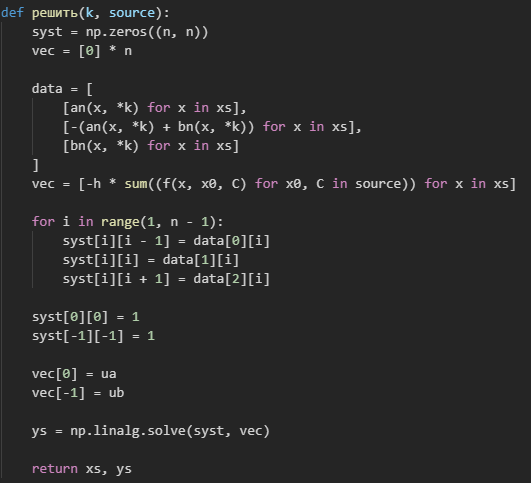 def решить(k, source):
    syst = np.zeros((n, n))
    vec = [0] * n
    data = [
        [an(x, *k) for x in xs],
        [-(an(x, *k) + bn(x, *k)) for x in xs],
        [bn(x, *k) for x in xs]
    ]
    vec = [-h * sum((f(x, x0, C) for x0, C in source)) for x in xs]
    for i in range(1, n - 1):
        syst[i][i - 1] = data[0][i]
        syst[i][i] = data[1][i]
        syst[i][i + 1] = data[2][i]
    syst[0][0] = 1
    syst[-1][-1] = 1
    vec[0] = ua
    vec[-1] = ub
    ys = np.linalg.solve(syst, vec)
    return xs, ys